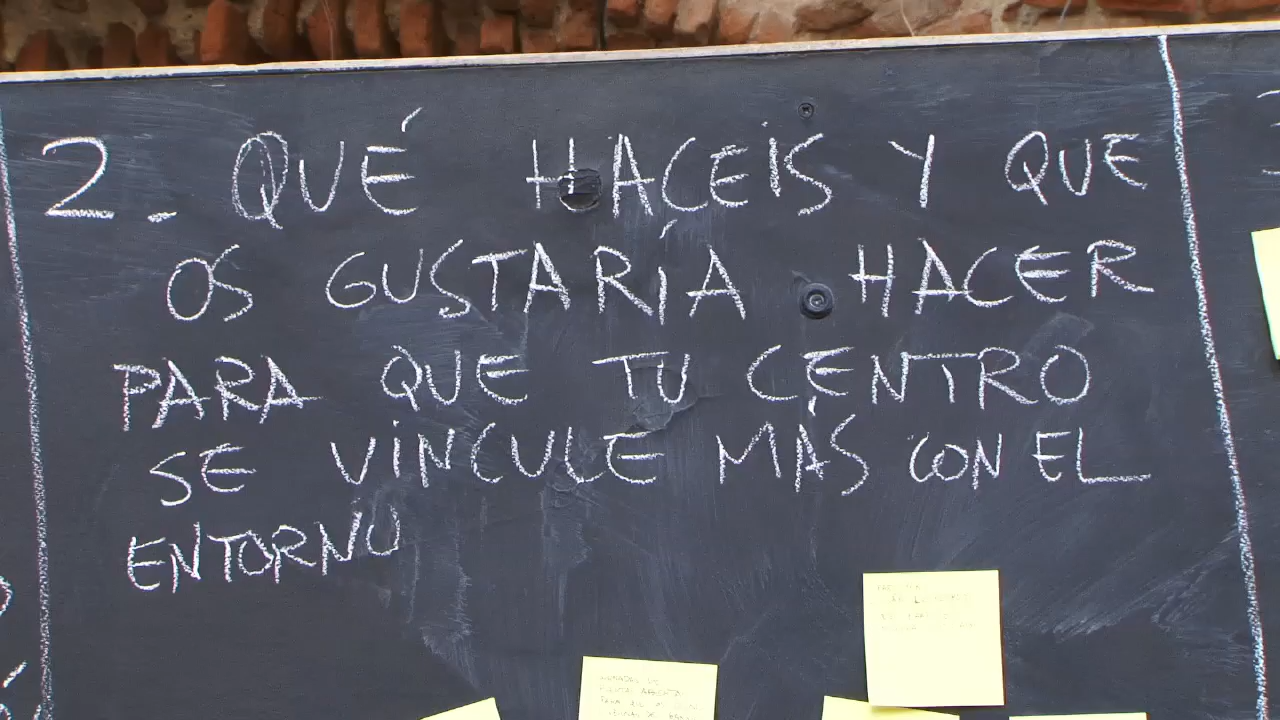 2. QUÉ HACEIS Y QUE
OS GUSTARÍA HACER
PARA QUE TU CENTRO
SE VINCULE MÁS CON EL
ENTORNO